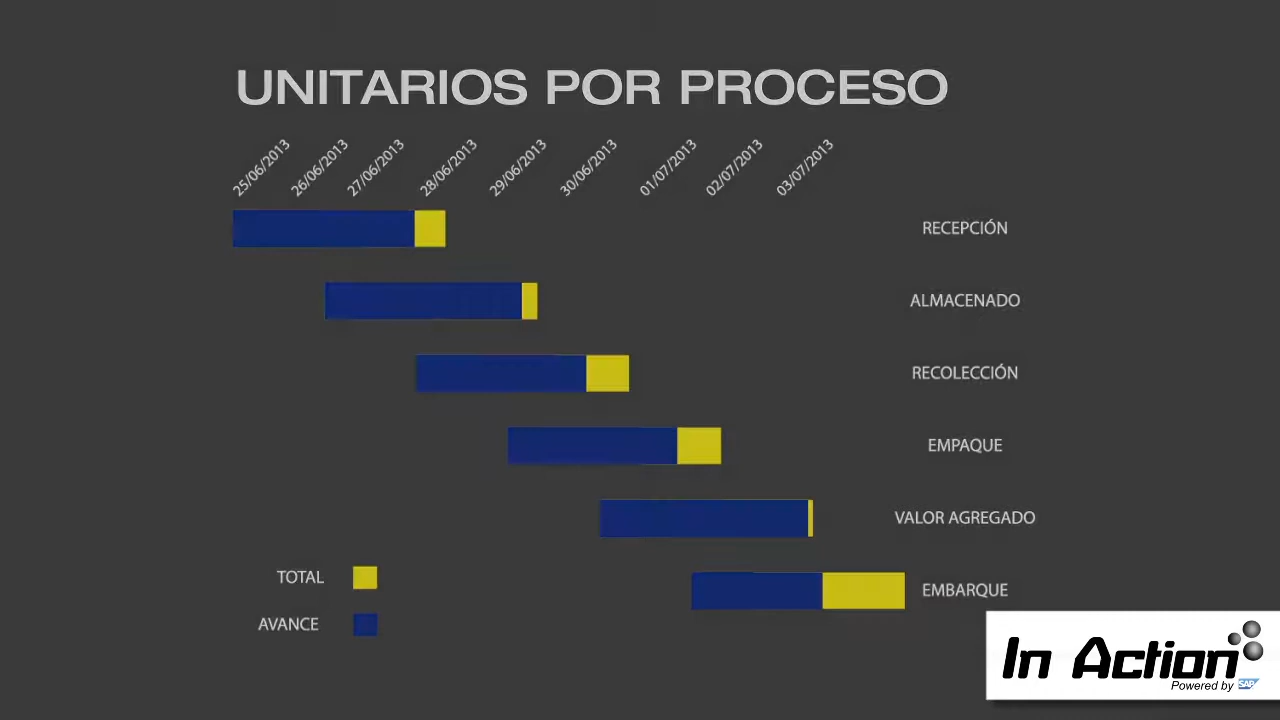 UNITARIOS POR PROCESO
25/06/2013
26/06/2013
27/06/2013
28/06/2013
29/06/2013
30/06/2013
01/07/2013
02/07/2013
03/07/2013
RECEPCIÓN
ALMACENADO
RECOLECCIÓN
EMPAQUE
VALOR AGREGADO
EMBARQUE
TOTAL
AVANCE
In Action
Powered by SAP